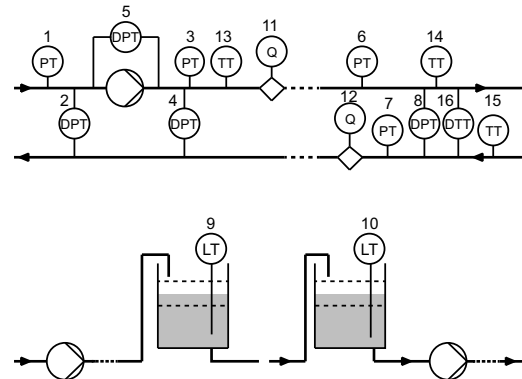 5
1 3 13 11 6 14
DPT Q
PT PT TT PT TT
2 4 12 7 8 16 15
DPT DPT Q PT DPT DTT TT
9 10
LT LT